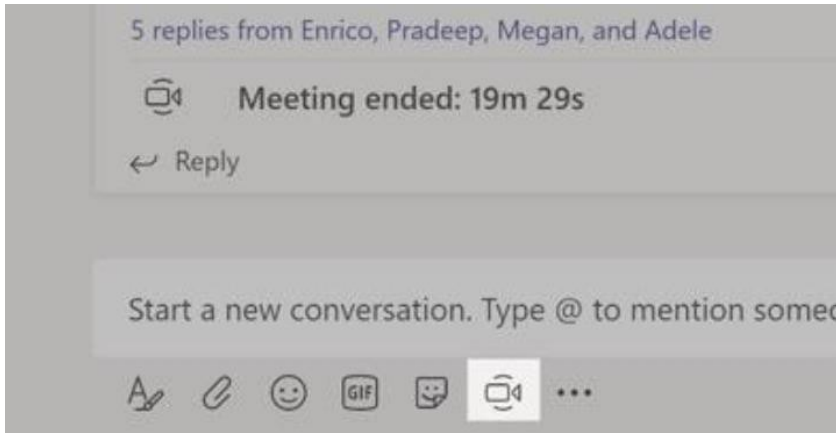 5 replies from Enrico, Pradeep, Megan, and Adele
Meeting ended: 19m 29s
Reply
Start a new conversation. Type @ to mention
GIF